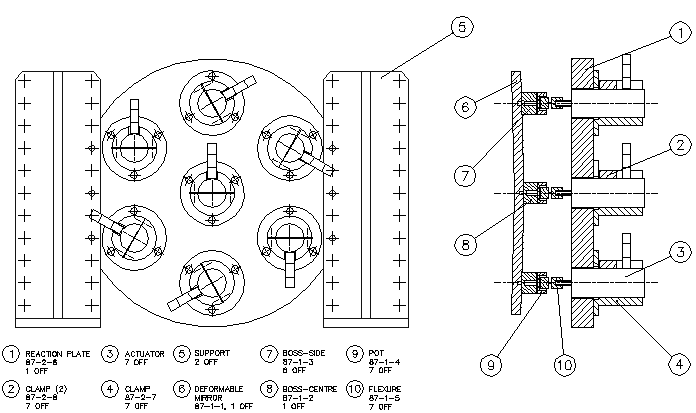 5
1
6
2
7
8
3
9
10
4
1 REACTION PLATE
87-2-6
1 OFF
3 ACTUATOR
7 OFF
5 SUPPORT
2 OFF
7 BOSS-SIDE
87-1-3
6 OFF
9 POT
87-1-4
7 OFF
2 CLAMP (2)
87-2-8
7 OFF
4 CLAMP
87-2-7
7 OFF
6 DEFORMABLE
MIRROR
87-1-1, 1 OFF
8 BOSS-CENTRE
87-1-2
1 OFF
10 FLEXURE
87-1-5
7 OFF